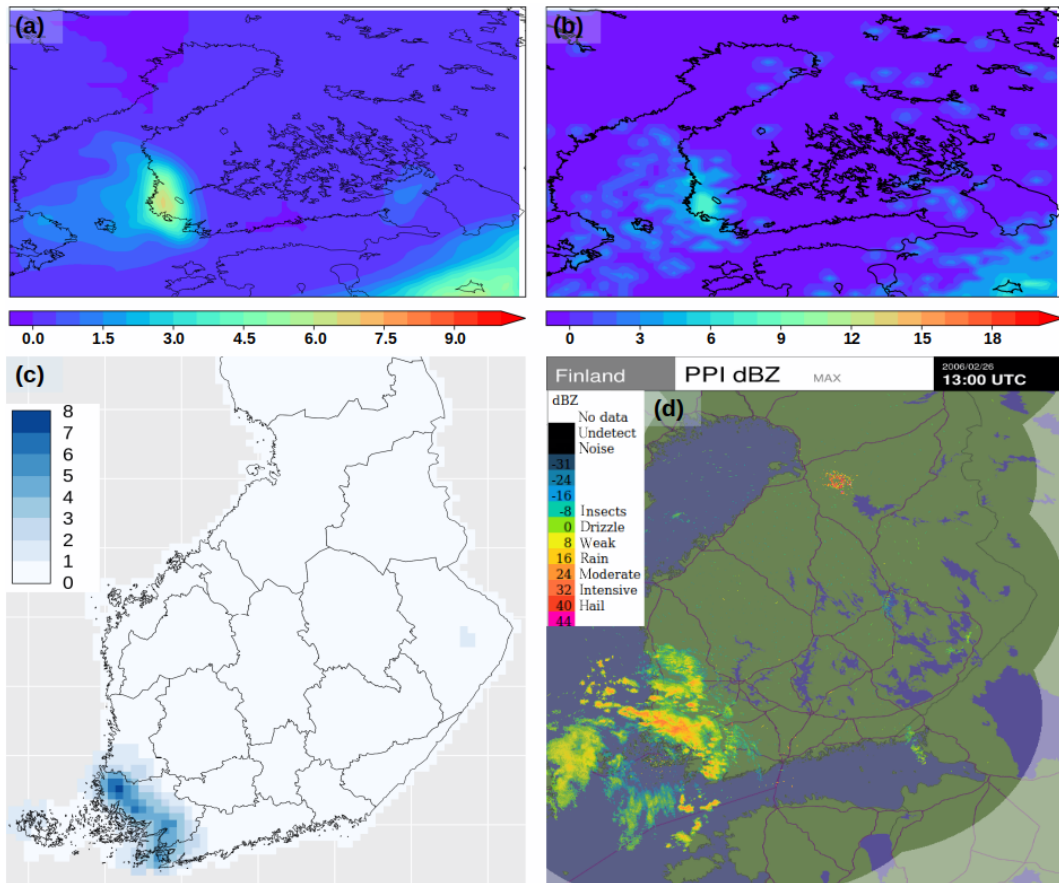 (a)
(b)
0.0 1.5 3.0 4.5 6.0 7.5 9.0
0 3 6 9 12 15 18
(c)
8
7
6
5
4
3
2
1
0
Finland PPI dBZ MAX 2006/02/26
13:00 UTC
dBZ
(d)
No data
Undetect
Noise
-31
-24
-16
-8 Insects
0 Drizzle
8 Weak
16 Rain
24 Moderate
32 Intensive
40 Hail
44